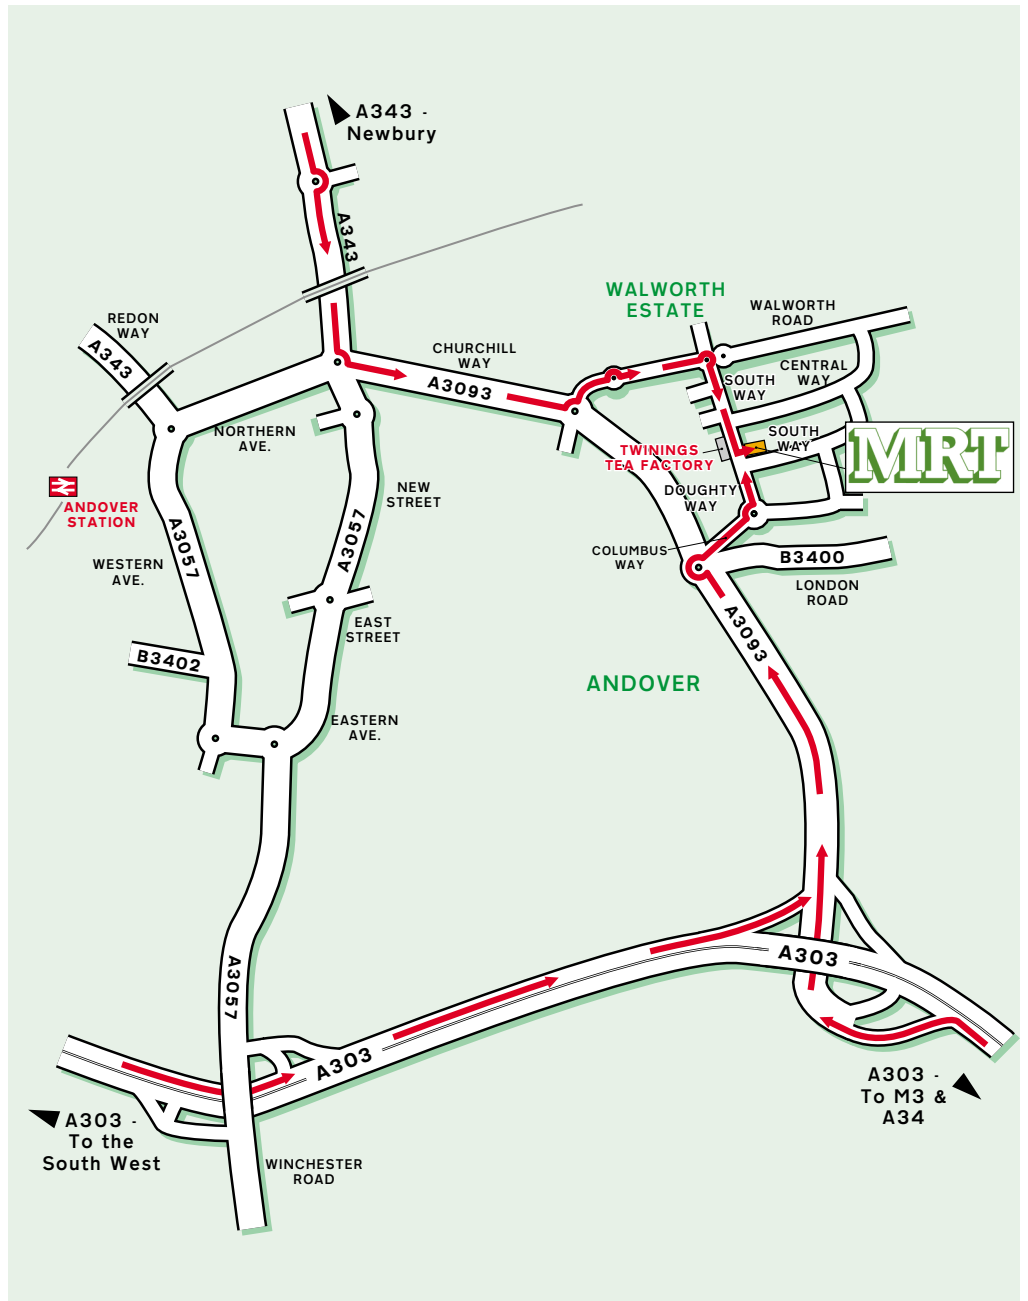 A343 -
Newbury
A343
REDON
WAY
A343
WALWORTH
ESTATE
WALWORTH
ROAD
CHURCHILL
WAY
A3093
CENTRAL
WAY
SOUTH
WAY
NORTHERN
AVE.
SOUTH
WAY
MRT
TWININGS
TEA FACTORY
ANDOVER
STATION
NEW
STREET
DOUGHTY
WAY
A3057
A3057
WESTERN
AVE.
COLUMBUS
WAY
B3400
LONDON
ROAD
EAST
STREET
A3093
B3402
ANDOVER
EASTERN
AVE.
A3057
A303
A303
A303 -
To M3 &
A34
A303 -
To the
South West
WINCHESTER
ROAD